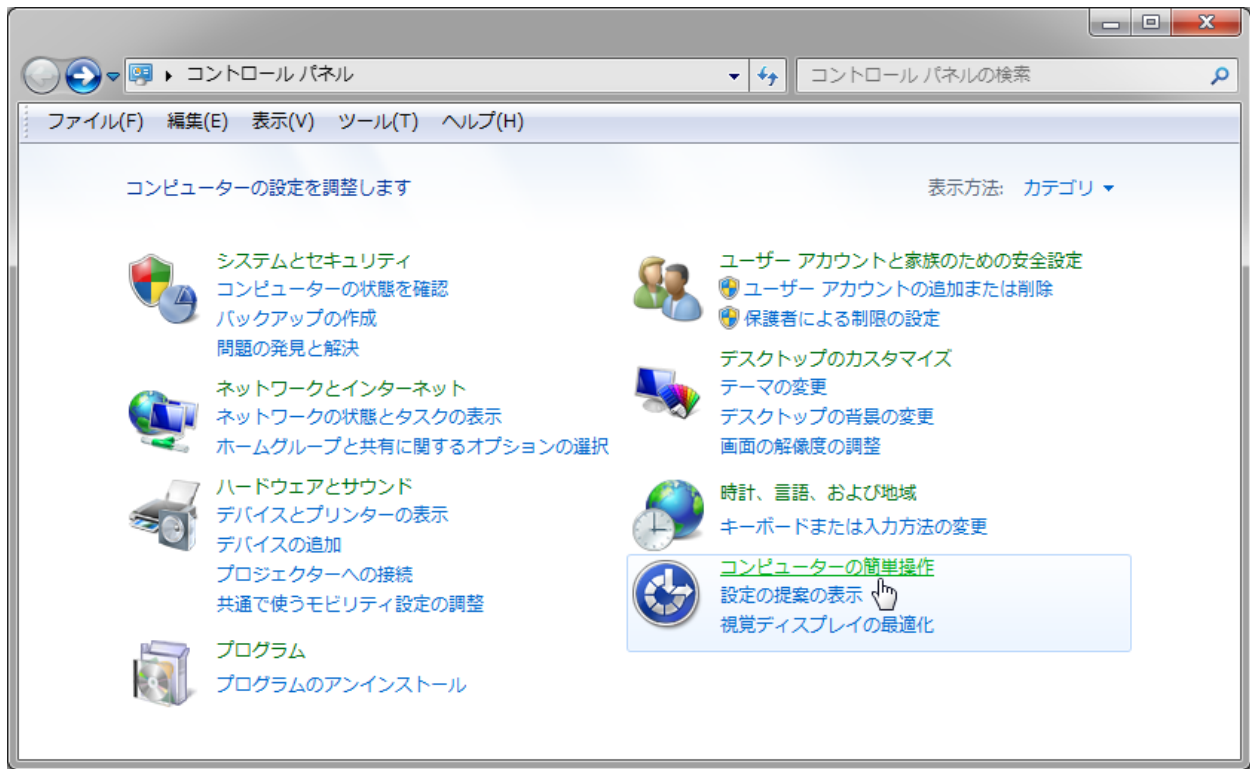 コントロール パネル
コントロール パネルの検索
ファイル(F) 編集(E) 表示(V) ツール(T) ヘルプ(H)
コンピューターの設定を調整します
表示方法: カテゴリ
システムとセキュリティ
コンピューターの状態を確認
バックアップの作成
問題の発見と解決
ネットワークとインターネット
ネットワークの状態とタスクの表示
ホームグループと共有に関するオプションの選択
ハードウェアとサウンド
デバイスとプリンターの表示
デバイスの追加
プロジェクターへの接続
共通で使うモビリティ設定の調整
プログラム
プログラムのアンインストール
ユーザー アカウントと家族のための安全設定
ユーザー アカウントの追加または削除
保護者による制限の設定
デスクトップのカスタマイズ
テーマの変更
デスクトップの背景の変更
画面の解像度の調整
時計、言語、および地域
キーボードまたは入力方法の変更
コンピューターの簡単操作
設定の提案の表示
視覚ディスプレイの最適化